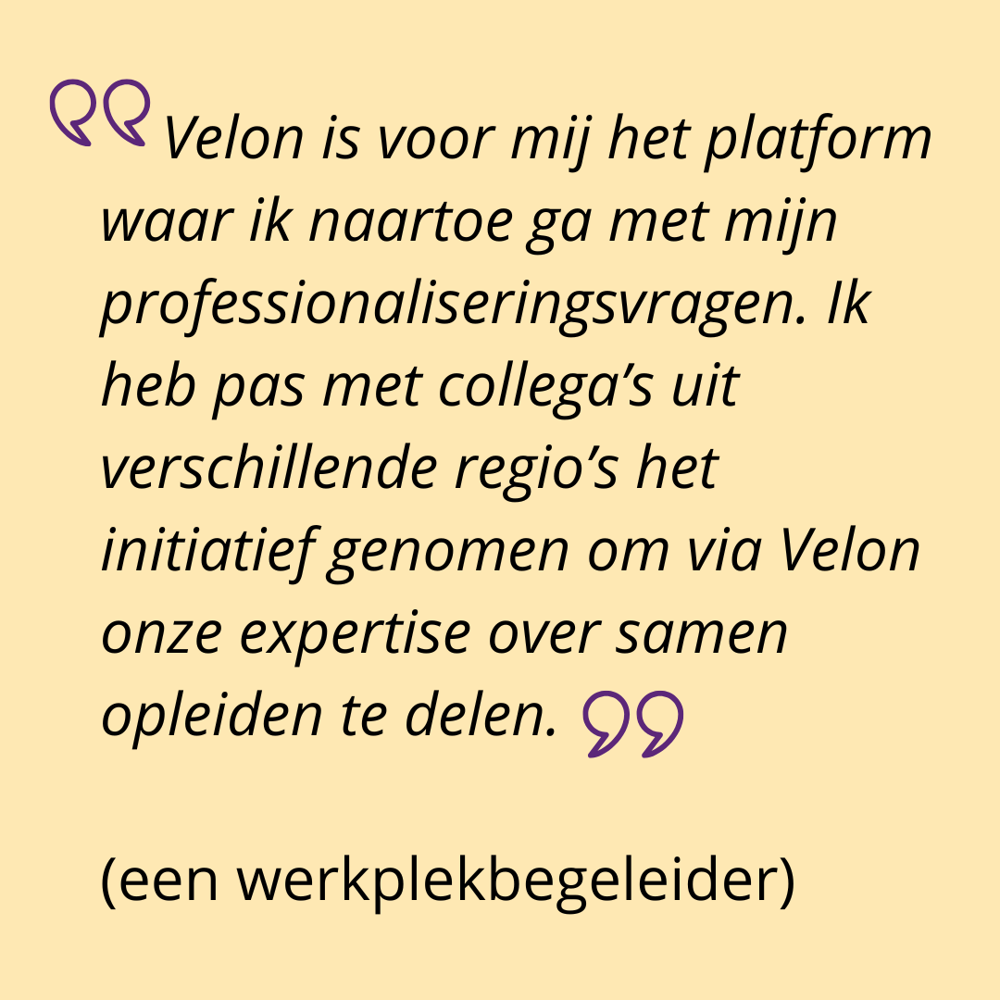 “ Velon is voor mij het platform
waar ik naartoe ga met mijn
professionaliseringsvragen. Ik
heb pas met collega’s uit
verschillende regio’s het
initiatief genomen om via Velon
onze expertise over samen
opleiden te delen. ”
(een werkplekbegeleider)